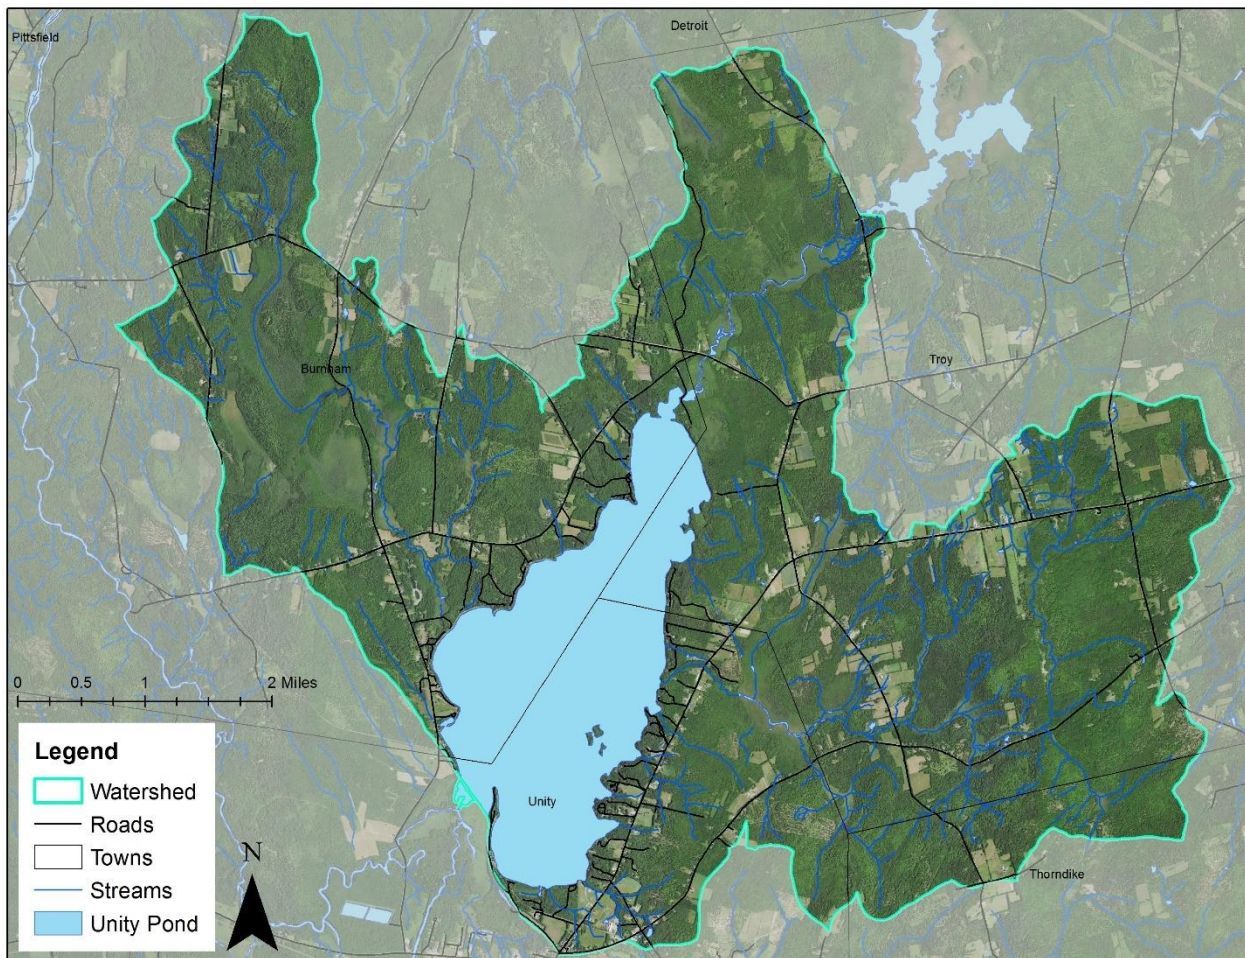 Detroit
Pittsfield
Troy
Burnham
0 0.5 1 2 Miles
Unity
Thorndike
Legend
Watershed
Roads
Towns
Streams
Unity Pond
N